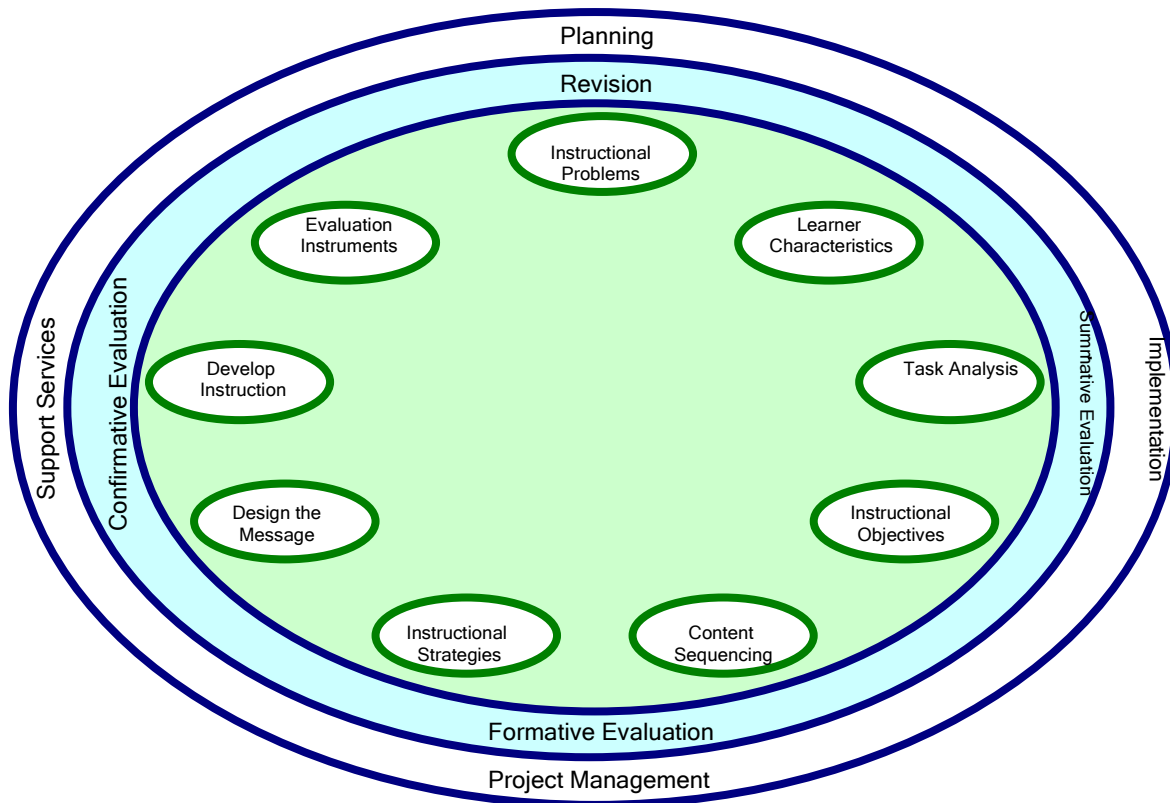 Planning
Revision
Instructional
Problems
Evaluation
Instruments
Learner
Characteristics
Support Services
Confirmative Evaluation
Develop
Instruction
Task Analysis
Summative Evaluation
Implementation
Design the
Message
Instructional
Objectives
Instructional
Strategies
Content
Sequencing
Formative Evaluation
Project Management